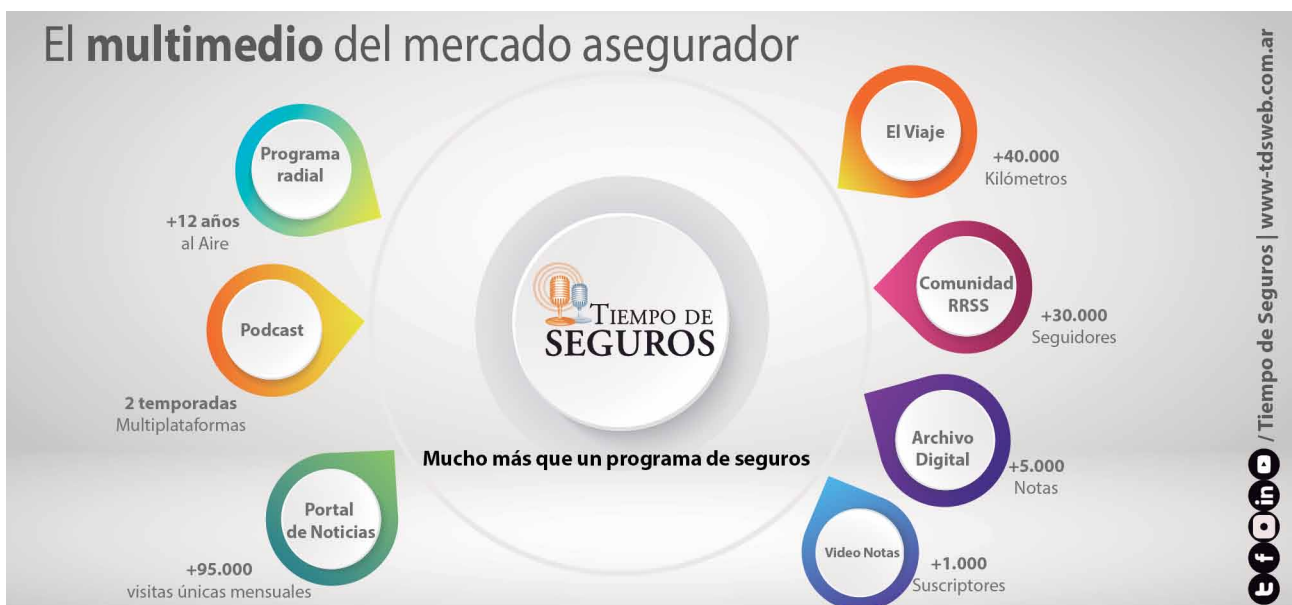 El multimedio del mercado asegurador
Programa
radial
+12 años
al Aire
Podcast
2 temporadas
Multiplataformas
Portal
de Noticias
+95.000
visitas únicas mensuales
TIEMPO DE
SEGUROS
Mucho más que un programa de seguros
El Viaje
+40.000
Kilómetros
Comunidad
RRSS
+30.000
Seguidores
Archivo
Digital
+5.000
Notas
Video Notas
+1.000
Suscriptores
/ Tiempo de Seguros | www-tdsweb.com.ar